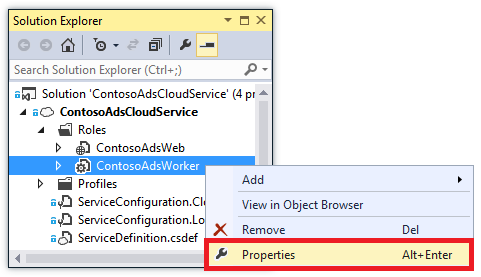 Solution Explorer
Search Solution Explorer (Ctrl+;)
Solution 'ContosoAdsCloudService' (4 pr
ContosoAdsCloudService
Roles
ContosoAdsWeb
ContosoAdsWorker
Profiles
ServiceConfiguration.Cl
ServiceConfiguration.Lo
ServiceDefinition.csdef
Add
View in Object Browser
Remove Del
Properties Alt+Enter